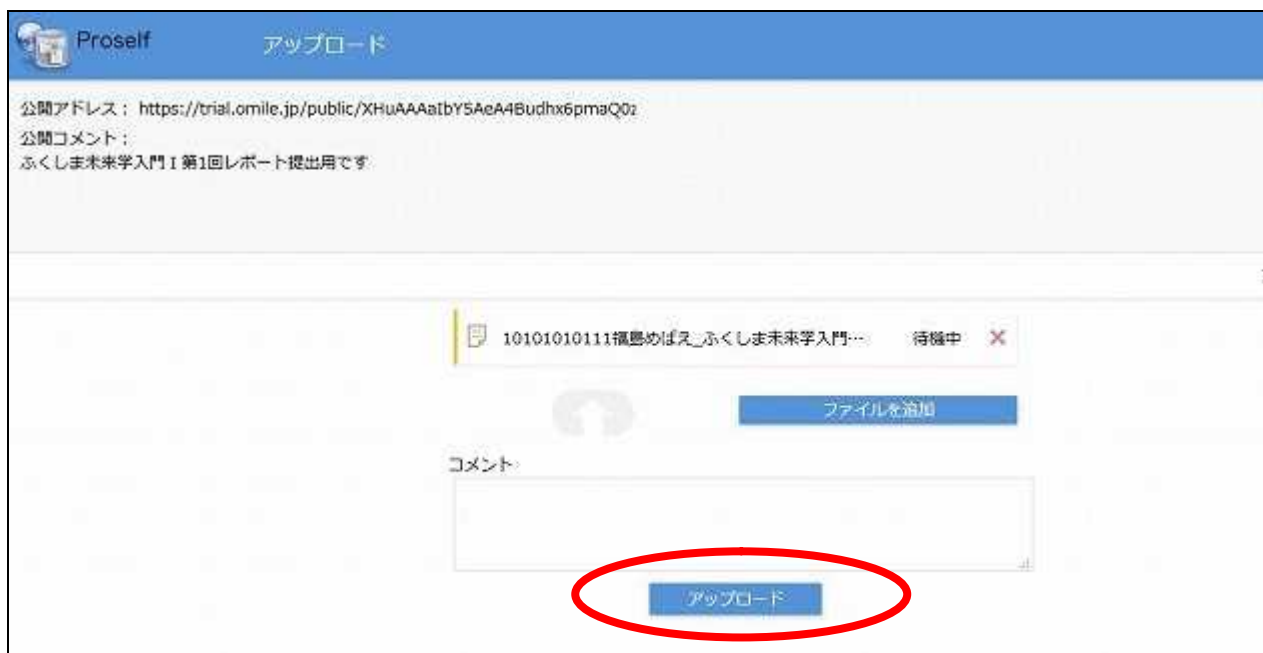 Proself
アップロード
公開アドレス： https://trial.omile.jp/public/XHuAAAaIbYSAeA4Budhx6pmaQ0z
公開コメント：
ふくしま未来学入門Ⅰ第1回レポート提出用です
10101010111福島めばえ_ふくしま未来学入門… 待機中
ファイルを追加
コメント
アップロード